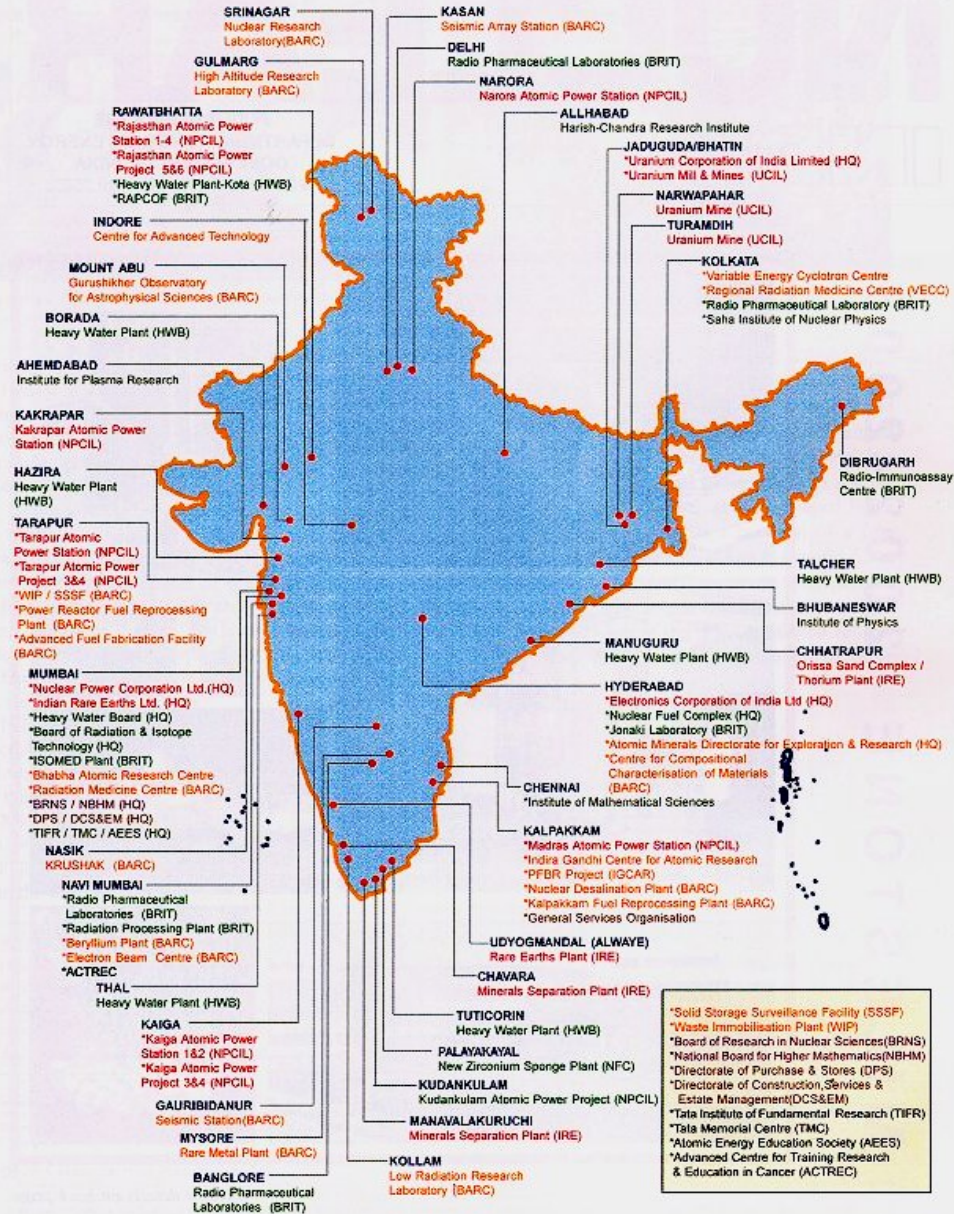 SRINAGAR
Nuclear Research
Laboratory(BARC)
GULMARG
High Altitude Research
Laboratory (BARC)
RAWATBHATTA
*Rajasthan Atomic Power
Station 1-4 (NPCIL)
*Rajasthan Atomic Power
Project 5&6 (NPCIL)
*Heavy Water Plant-Kota (HWB)
*RAPCOF (BRIT)
INDORE
Centre for Advanced Technology
MOUNT ABU
Gurushikher Observatory
for Astrophysical Sciences (BARC)
BORADA
Heavy Water Plant (HWB)
AHEMDABAD
Institute for Plasma Research
KAKRAPAR
Kakrapar Atomic Power
Station (NPCIL)
HAZIRA
Heavy Water Plant
(HWB)
TARAPUR
*Tarapur Atomic
Power Station (NPCIL)
*Tarapur Atomic Power
Project 3&4 (NPCIL)
*WIP / SSSF (BARC)
*Power Reactor Fuel Reprocessing
Plant (BARC)
*Advanced Fuel Fabrication Facility
(BARC)
MUMBAI
*Nuclear Power Corporation Ltd.(HQ)
*Indian Rare Earths Ltd. (HQ)
*Heavy Water Board (HQ)
*Board of Radiation & Isotope
Technology (HQ)
*ISOMED Plant (BRIT)
*Bhabha Atomic Research Centre
*Radiation Medicine Centre (BARC)
*BRNS / NBHM (HQ)
*DPS / DCS&EM (HQ)
*TIFR / TMC / AEES (HQ)
NASIK
KRUSHAK (BARC)
NAVI MUMBAI
*Radio Pharmaceutical
Laboratories (BRIT)
*Radiation Processing Plant (BRIT)
*Beryllium Plant (BARC)
*Electron Beam Centre (BARC)
*ACTREC
THAL
Heavy Water Plant (HWB)
KAIGA
*Kaiga Atomic Power
Station 1&2 (NPCIL)
*Kaiga Atomic Power
Project 3&4 (NPCIL)
GAURIBIDANUR
Seismic Station(BARC)
MYSORE
Rare Metal Plant (BARC)
BANGLORE
Radio Pharmaceutical
Laboratories (BRIT)
KASAN
Seismic Array Station (BARC)
DELHI
Radio Pharmaceutical Laboratories (BRIT)
NARORA
Narora Atomic Power Station (NPCIL)
ALLHABAD
Harish-Chandra Research Institute
JADUGUDA/BHATIN
*Uranium Corporation of India Limited (HQ)
*Uranium Mill & Mines (UCIL)
NARWAPAHAR
Uranium Mine (UCIL)
TURAMDIH
Uranium Mine (UCIL)
KOLKATA
*Variable Energy Cyclotron Centre
*Regional Radiation Medicine Centre (VECC)
*Radio Pharmaceutical Laboratory (BRIT)
*Saha Institute of Nuclear Physics
DIBRUGARH
Radio-Immunoassay
Centre (BRIT)
TALCHER
Heavy Water Plant (HWB)
BHUBANESWAR
Institute of Physics
CHHATRAPUR
Orissa Sand Complex /
Thorium Plant (IRE)
MANUGURU
Heavy Water Plant (HWB)
HYDERABAD
*Electronics Corporation of India Ltd (HQ)
*Nuclear Fuel Complex (HQ)
*Jonaki Laboratory (BRIT)
*Atomic Minerals Directorate for Exploration & Research (HQ)
*Centre for Compositional
Characterisation of Materials
(BARC)
CHENNAI
*Institute of Mathematical Sciences
KALPAKKAM
*Madras Atomic Power Station (NPCIL)
*Indira Gandhi Centre for Atomic Research
*PFBR Project (IGCAR)
*Nuclear Desalination Plant (BARC)
*Kalpakkam Fuel Reprocessing Plant (BARC)
*General Services Organisation
UDYOGMANDAL (ALWAYE)
Rare Earths Plant (IRE)
CHAVARA
Minerals Separation Plant (IRE)
TUTICORIN
Heavy Water Plant (HWB)
PALAYAKAYAL
New Zirconium Sponge Plant (NFC)
KUDANKULAM
Kudankulam Atomic Power Project (NPCIL)
MANAVALAKURUCHI
Minerals Separation Plant (IRE)
KOLLAM
Low Radiation Research
Laboratory (BARC)
*Solid Storage Surveillance Facility (SSSF)
*Waste Immobilisation Plant (WIP)
*Board of Research in Nuclear Sciences(BRNS)
*National Board for Higher Mathematics(NBHM)
*Directorate of Purchase & Stores (DPS)
*Directorate of Construction,Services &
Estate Management(DCS&EM)
*Tata Institute of Fundamental Research (TIFR)
*Tata Memorial Centre (TMC)
*Atomic Energy Education Society (AEES)
*Advanced Centre for Training Research
& Education in Cancer (ACTREC)